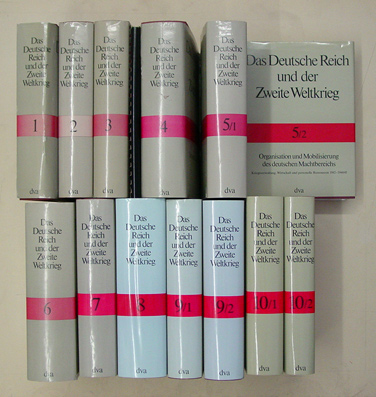 Das
Deutsche
Reich
und der
Zweite
Weltkrieg
1
Das
Deutsche
Reich
und der
Zweite
Weltkrieg
2
Das
Deutsche
Reich
und der
Zweite
Weltkrieg
3
Das
Deutsche
Reich
und der
Zweite
Weltkrieg
4
dva
Das
Deutsche
Reich
und der
Zweite
Weltkrieg
5/1
dva
Das Deutsche Reich
und der
Zweite Weltkrieg
5/2
Organisation und Mobilisierung
des deutschen Machtbereichs
dva
Das
Deutsche
Reich
und der
Zweite
Weltkrieg
6
dva
Das
Deutsche
Reich
und der
Zweite
Weltkrieg
7
dva
Das
Deutsche
Reich
und der
Zweite
Weltkrieg
8
dva
Das
Deutsche
Reich
und der
Zweite
Weltkrieg
9/1
dva
Das
Deutsche
Reich
und der
Zweite
Weltkrieg
9/2
dva
Das
Deutsche
Reich
und der
Zweite
Weltkrieg
10/1
dva
Das
Deutsche
Reich
und der
Zweite
Weltkrieg
10/2
dva